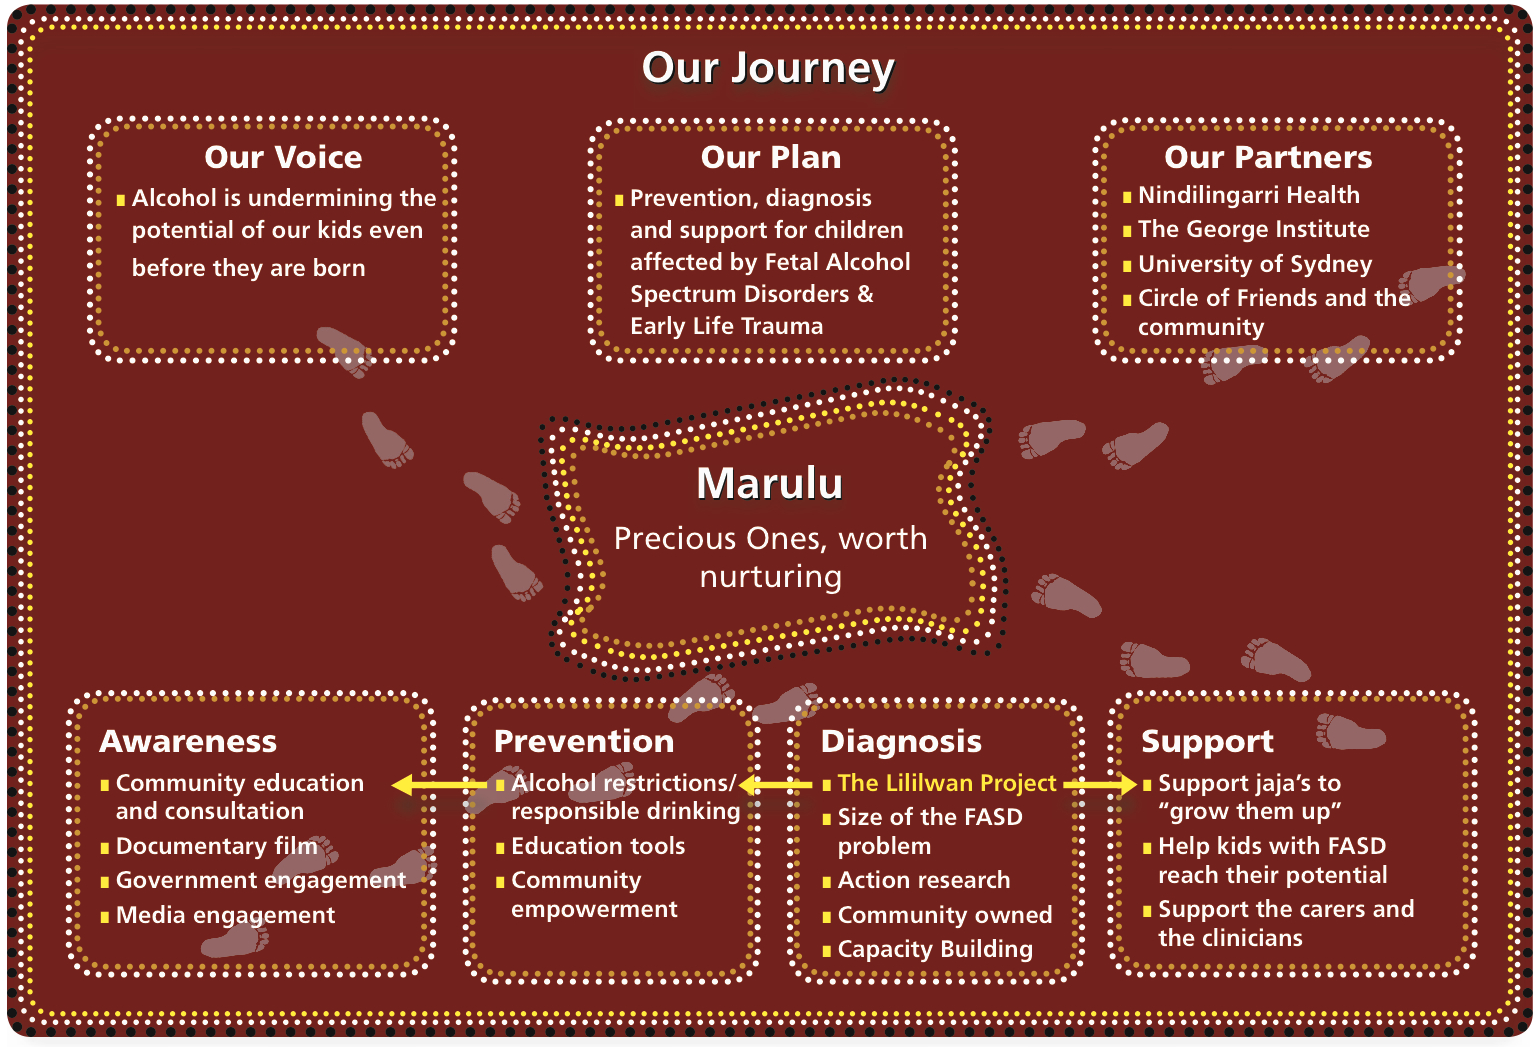 Our Journey
Our Voice
Alcohol is undermining the
potential of our kids even
before they are born
Our Plan
Prevention, diagnosis
and support for children
affected by Fetal Alcohol
Spectrum Disorders &
Early Life Trauma
Our Partners
Nindilingarri Health
The George Institute
University of Sydney
Circle of Friends and the
community
Marulu
Precious Ones, worth
nurturing
Awareness
Community education
and consultation
Documentary film
Government engagement
Media engagement
Prevention
Alcohol restrictions/
responsible drinking
Education tools
Community
empowerment
Diagnosis
The Lililwan Project
Size of the FASD
problem
Action research
Community owned
Capacity Building
Support
Support jaja’s to
“grow them up”
Help kids with FASD
reach their potential
Support the carers and
the clinicians